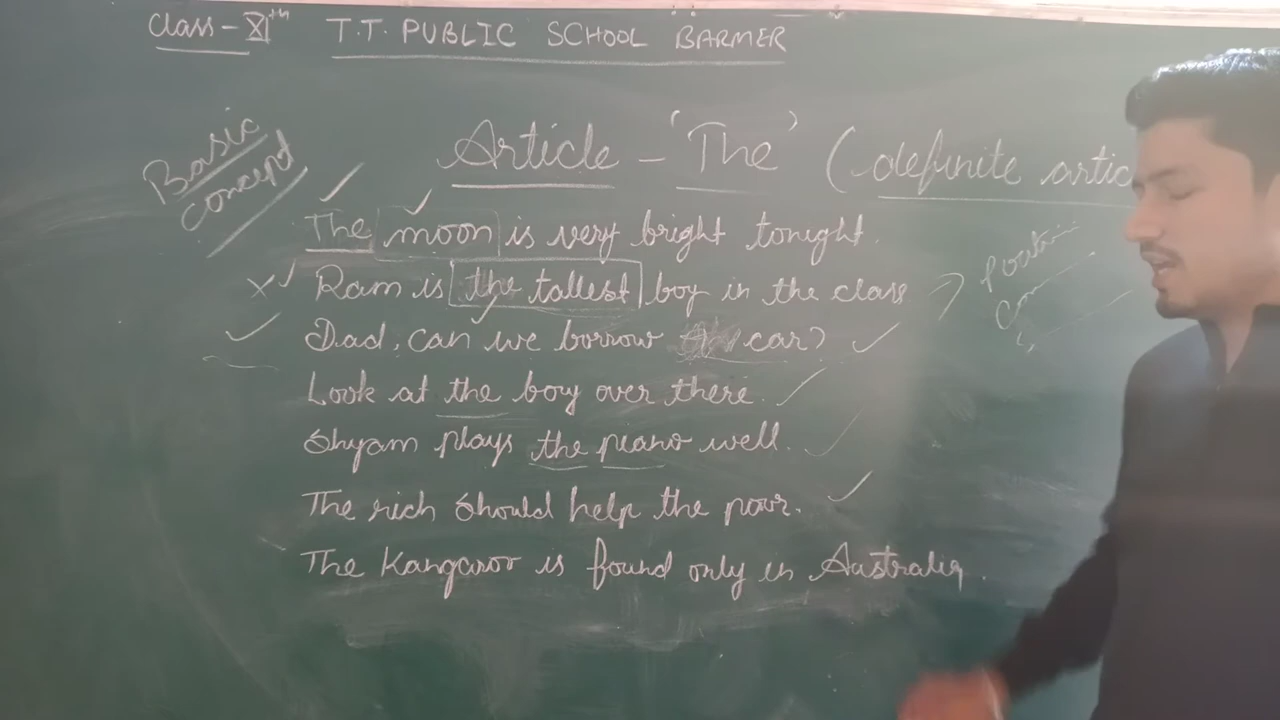 Class - XIth T.T. PUBLIC SCHOOL BARMER
Basic concept
Article - 'The' (definite artic
The moon is very bright tonight.
Ram is the tallest boy in the class
Dad, can we borrow car?
Look at the boy over there.
Shyam plays the piano well.
The rich should help the poor.
The Kangaroo is found only in Australia.